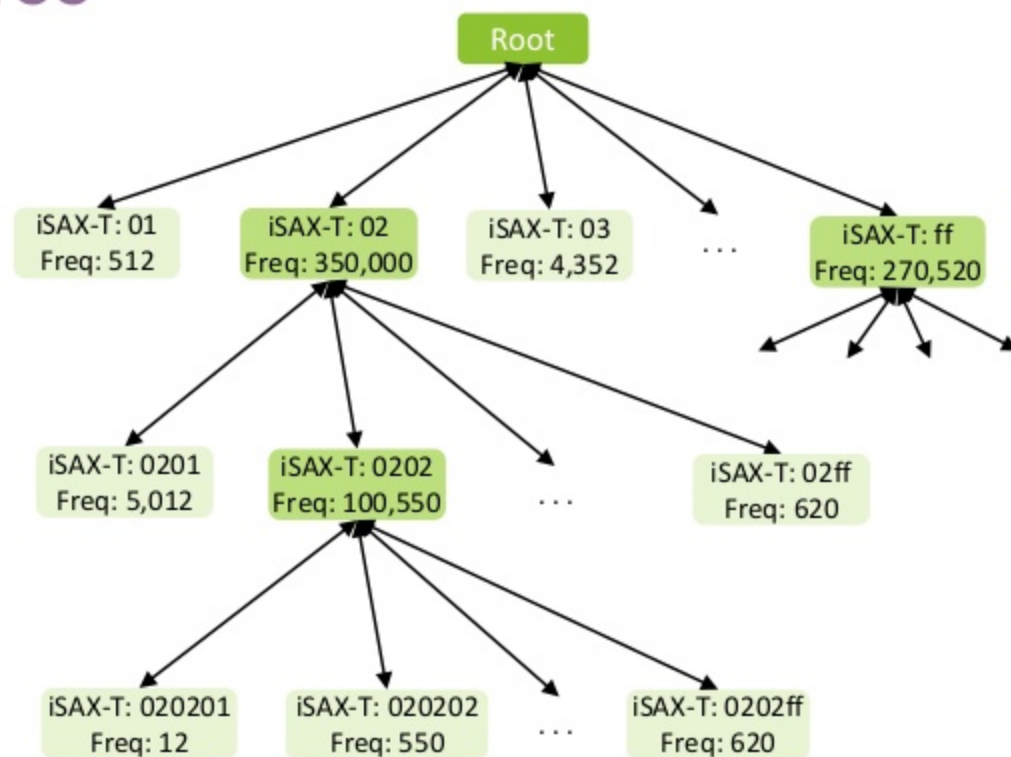 Root
iSAX-T: 01
Freq: 512
iSAX-T: 02
Freq: 350,000
iSAX-T: 03
Freq: 4,352
...
iSAX-T: ff
Freq: 270,520
iSAX-T: 0201
Freq: 5,012
iSAX-T: 0202
Freq: 100,550
...
iSAX-T: 02ff
Freq: 620
iSAX-T: 020201
Freq: 12
iSAX-T: 020202
Freq: 550
...
iSAX-T: 0202ff
Freq: 620